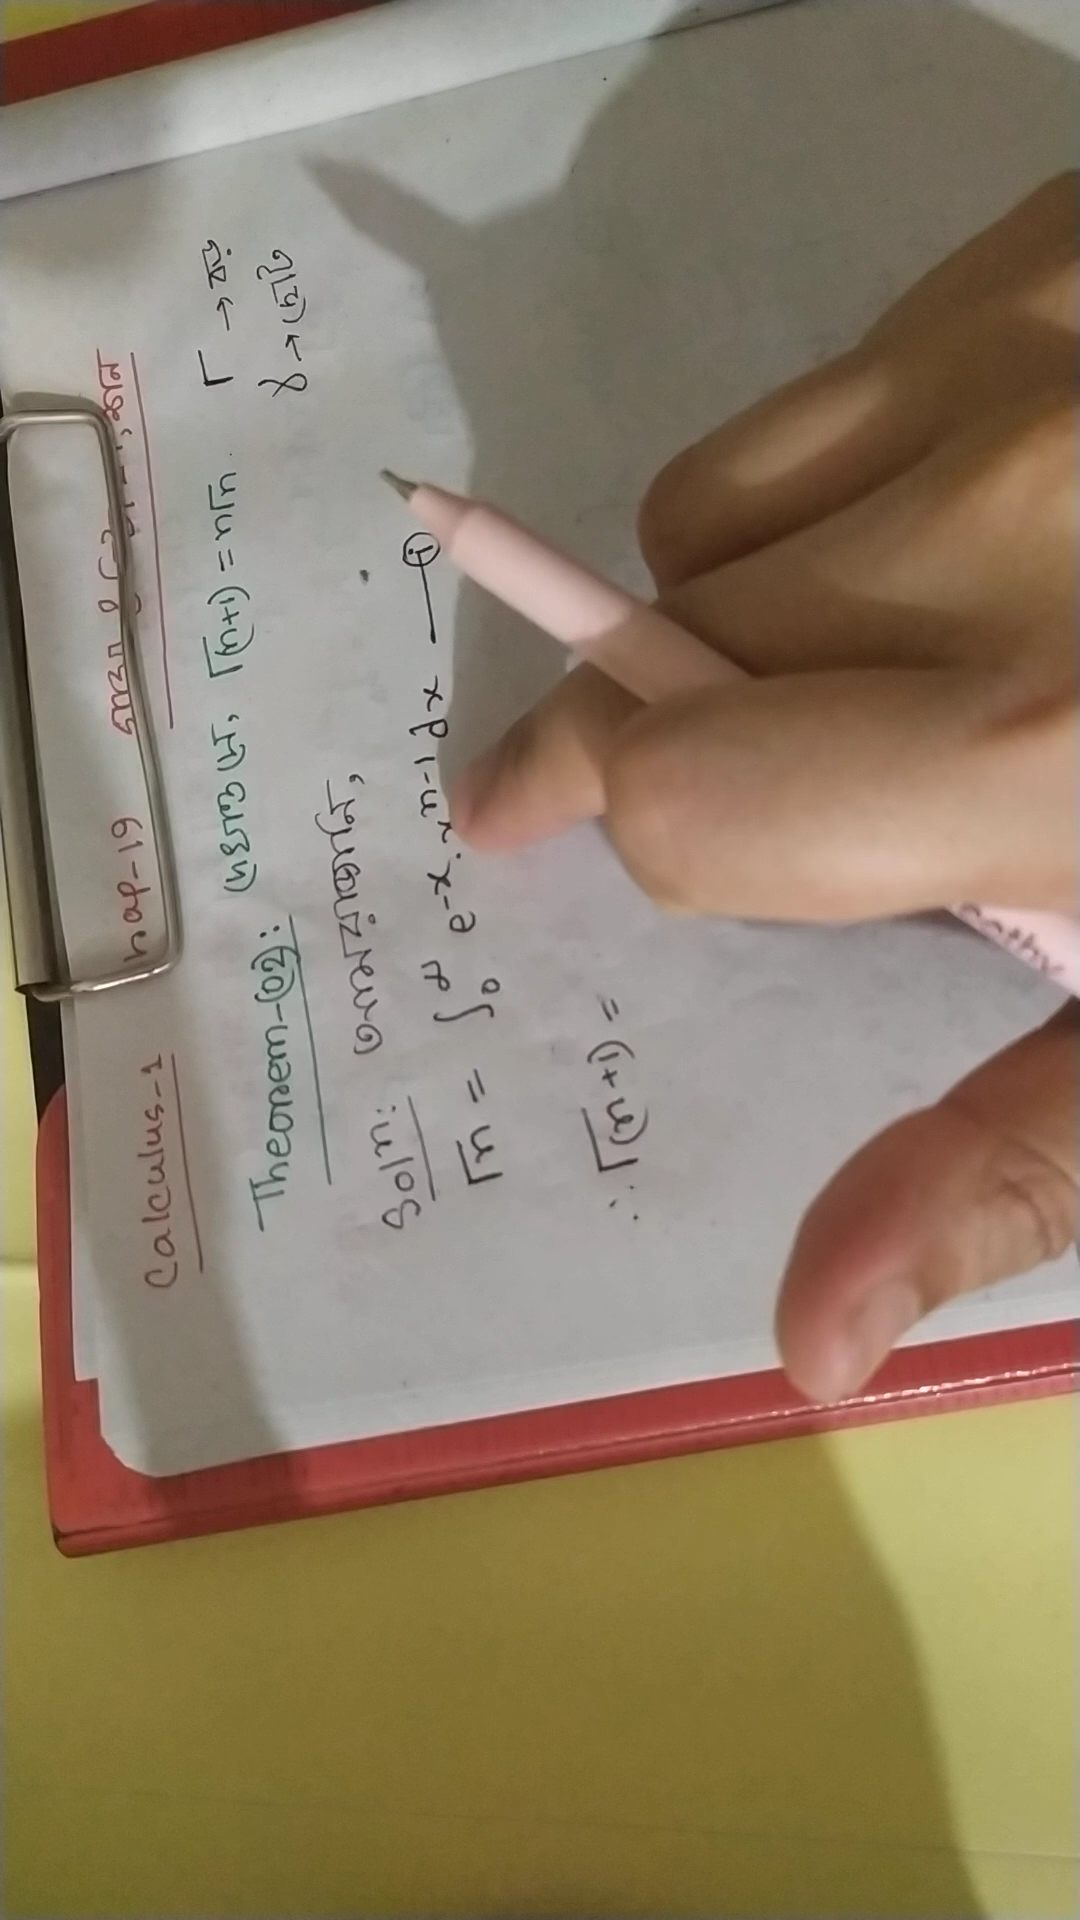 Calculus-1 hap-19 , মান
Theorem-(02): দেখাও যে, Γ(n+1) = nΓn Γ → বড়
γ → ছোট
Soln: আমরা জানি যে,
Γn = ∫₀^∞ e^-x. x^n-1 dx — (i)
∴ Γ(n+1) =